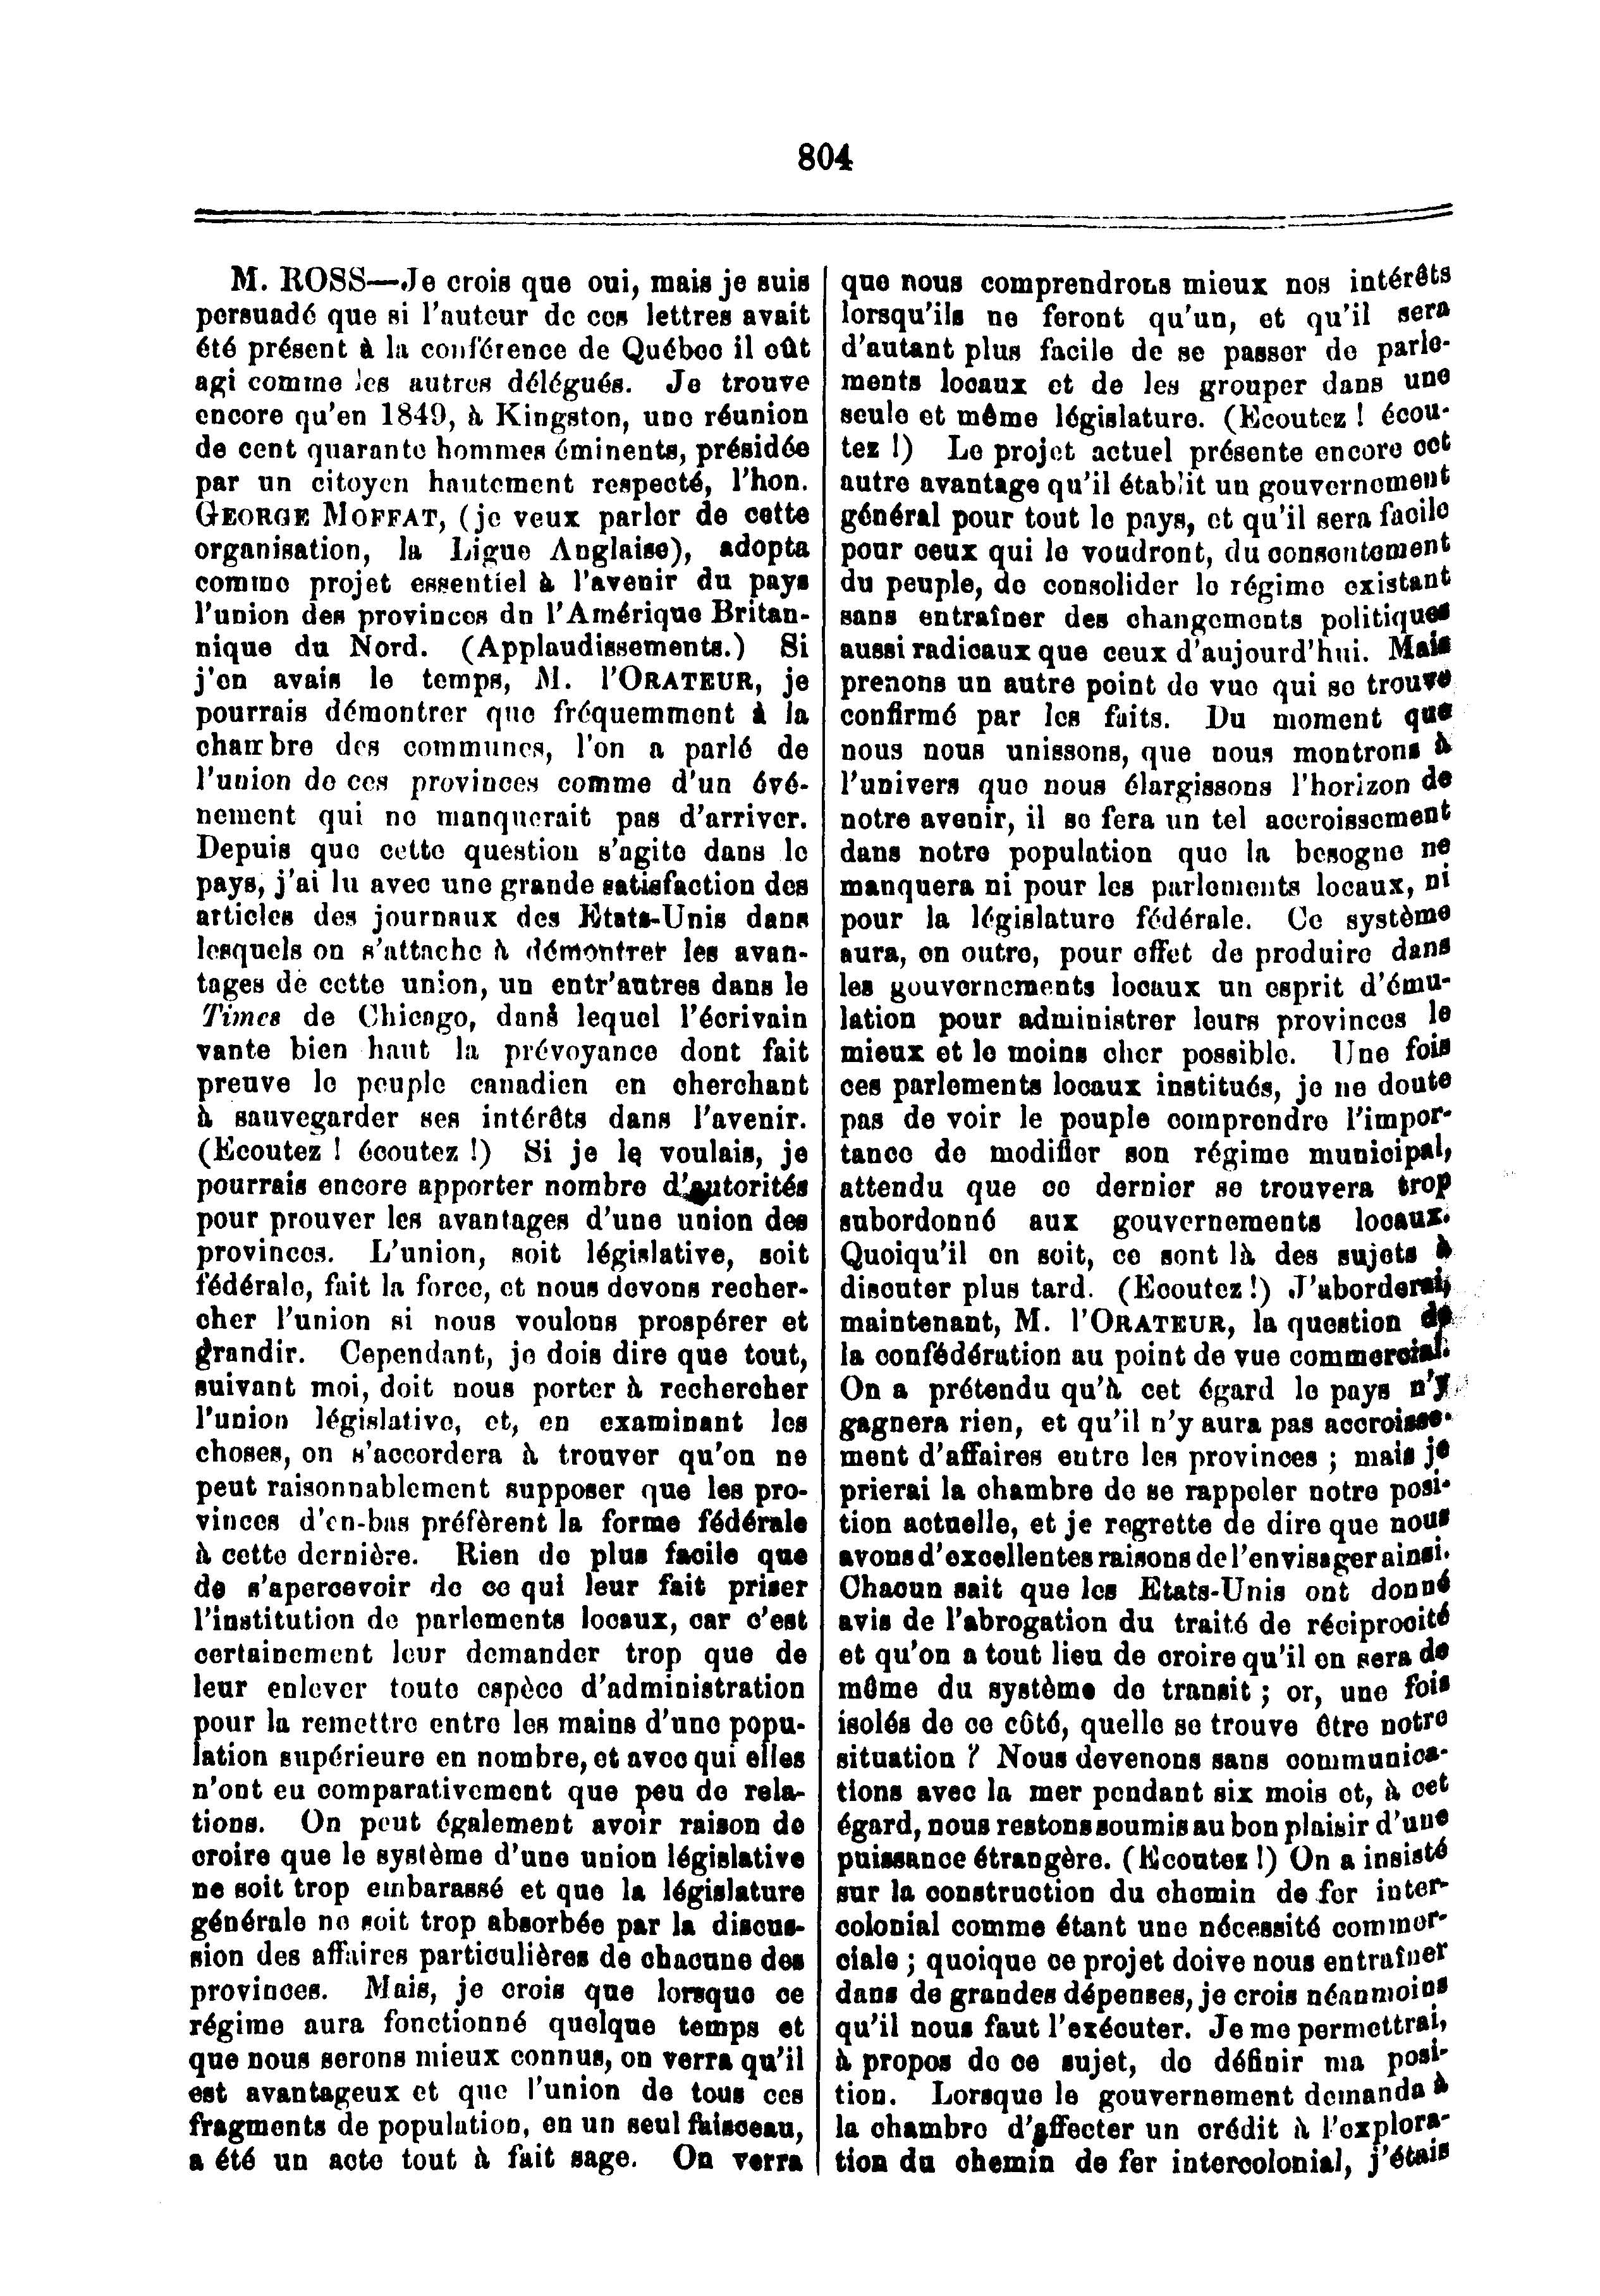 804
M. ROSS—Je crois que oui, mais je suis
persuadé que si l'auteur de ces lettres avait
été présent à la conférence de Québec il eût
agi comme les autres délégués. Je trouve
encore qu'en 1849, à Kingston, une réunion
de cent quarante hommes éminents, présidée
par un citoyen hautement respecté, l'hon.
GEORGE MOFFAT, (je veux parler de cette
organisation, la Ligue Anglaise), adopta
comme projet essentiel à l'avenir du pays
l'union des provinces dn l'Amérique Britan-
nique du Nord. (Applaudissements.) Si
j'en avais le temps, M. l'ORATEUR, je
pourrais démontrer que fréquemment à la
chambre des communes, l'on a parlé de
l'union de ces provinces comme d'un évé-
nement qui ne manquerait pas d'arriver.
Depuis que cette question s'agite dans le
pays, j'ai lu avec une grande satisfaction des
articles des journaux des Etats-Unis dans
lesquels on s'attache à démontrer les avan-
tages de cette union, un entr'autres dans le
Times de Chicago, dans lequel l'écrivain
vante bien haut la prévoyance dont fait
preuve le peuple canadien en cherchant
à sauvegarder ses intérêts dans l'avenir.
(Ecoutez ! écoutez !) Si je le voulais, je
pourrais encore apporter nombre d'autorités
pour prouver les avantages d'une union des
provinces. L'union, soit législative, soit
fédérale, fait la force, et nous devons recher-
cher l'union si nous voulons prospérer et
grandir. Cependant, je dois dire que tout,
suivant moi, doit nous porter à rechercher
l'union législative, et, en examinant les
choses, on s'accordera à trouver qu'on ne
peut raisonnablement supposer que les pro-
vinces d'en-bas préfèrent la forme fédérale
à cette dernière. Rien de plus facile que
de s'apercevoir de ce qui leur fait priser
l'institution de parlements locaux, car c'est
certainement leur demander trop que de
leur enlever toute espèce d'administration
pour la remettre entre les mains d'une popu-
lation supérieure en nombre, et avec qui elles
n'ont eu comparativement que peu de rela-
tions. On peut également avoir raison de
croire que le système d'une union législative
ne soit trop embarassé et que la législature
générale ne soit trop absorbée par la discus-
sion des affaires particulières de chacune des
provinces. Mais, je crois que lorsque ce
régime aura fonctionné quelque temps et
que nous serons mieux connus, on verra qu'il
est avantageux et que l'union de tous ces
fragments de population, en un seul faisceau,
a été un acte tout à fait sage. On verra
que nous comprendrons mieux nos intérêts
lorsqu'ils ne feront qu'un, et qu'il sera
d'autant plus facile de se passer de parle-
ments locaux et de les grouper dans une
seule et même législature. (Ecoutez ! écou-
tez !) Le projet actuel présente encore cet
autre avantage qu'il établit un gouvernement
général pour tout le pays, et qu'il sera facile
pour ceux qui le voudront, du consentement
du peuple, de consolider le régime existant
sans entraîner des changements politiques
aussi radicaux que ceux d'aujourd'hui. Mais
prenons un autre point de vue qui se trouve
confirmé par les faits. Du moment que
nous nous unissons, que nous montrons à
l'univers que nous élargissons l'horizon de
notre avenir, il se fera un tel accroissement
dans notre population que la besogne ne
manquera ni pour les parlements locaux, ni
pour la législature fédérale. Ce système
aura, en outre, pour effet de produire dans
les gouvernements locaux un esprit d'ému-
lation pour administrer leurs provinces le
mieux et le moins cher possible. Une fois
ces parlements locaux institués, je ne doute
pas de voir le peuple comprendre l'impor-
tance de modifier son régime municipal,
attendu que ce dernier se trouvera trop
subordonné aux gouvernements locaux.
Quoiqu'il en soit, ce sont là des sujets à
discuter plus tard. (Ecoutez !) J'aborderai,
maintenant, M. l'ORATEUR, la question de
la confédération au point de vue commercial.
On a prétendu qu'à cet égard le pays n'y
gagnera rien, et qu'il n'y aura pas accroisse-
ment d'affaires entre les provinces ; mais je
prierai la chambre de se rappeler notre posi-
tion actuelle, et je regrette de dire que nous
avons d'excellentes raisons de l'envisager ainsi.
Chacun sait que les Etats-Unis ont donné
avis de l'abrogation du traité de réciprocité
et qu'on a tout lieu de croire qu'il en sera de
même du système de transit ; or, une fois
isolés de ce côté, quelle se trouve être notre
situation ? Nous devenons sans communica-
tions avec la mer pendant six mois et, à cet
égard, nous restons soumis au bon plaisir d'une
puissance étrangère. (Ecoutez !) On a insisté
sur la construction du chemin de fer inter-
colonial comme étant une nécessité commer-
ciale ; quoique ce projet doive nous entraîner
dans de grandes dépenses, je crois néanmoins
qu'il nous faut l'exécuter. Je me permettrai,
à propos de ce sujet, de définir ma posi-
tion. Lorsque le gouvernement demanda à
la chambre d'affecter un crédit à l'explora-
tion du chemin de fer intercolonial, j'étais